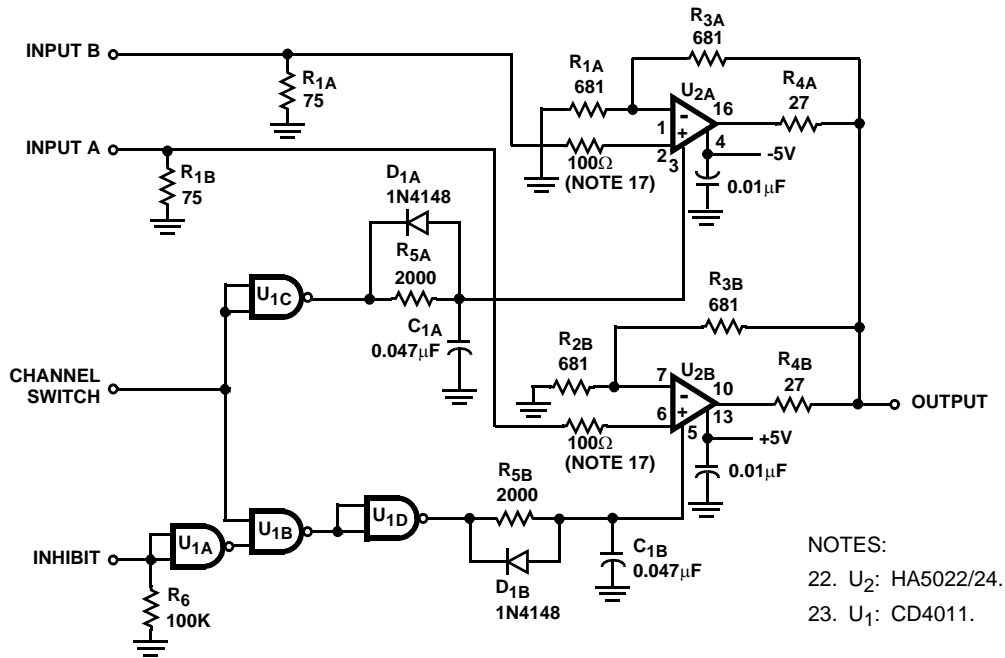 INPUT B
R1A
75
INPUT A
R1B
75
R3A
681
R1A
681
U2A
16
R4A
27
-
+
1
2
3
4
100Ω
(NOTE 17)
-5V
0.01µF
D1A
1N4148
R5A
2000
U1C
C1A
0.047µF
R3B
681
R2B
681
U2B
7
10
R4B
27
-
+
6
13
5
100Ω
(NOTE 17)
+5V
0.01µF
OUTPUT
CHANNEL
SWITCH
R5B
2000
U1D
U1B
U1A
INHIBIT
R6
100K
D1B
1N4148
C1B
0.047µF
NOTES:
22. U2: HA5022/24.
23. U1: CD4011.